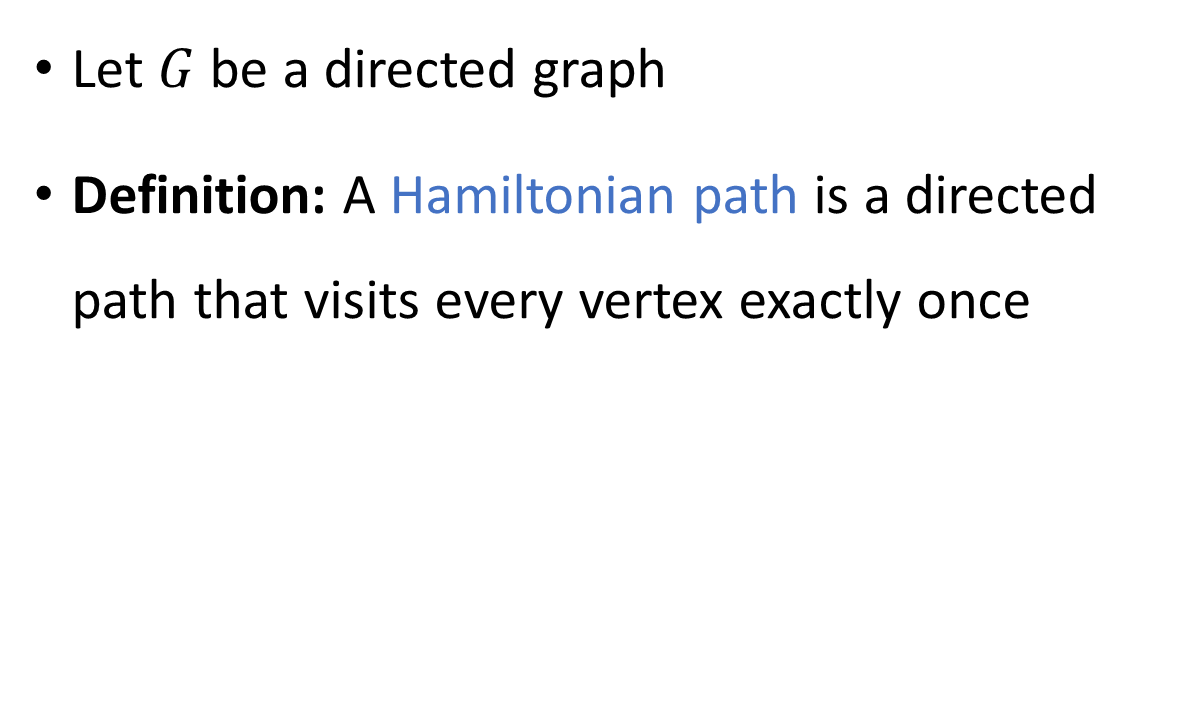 • Let 𝐺 be a directed graph
• Definition: A Hamiltonian path is a directed
path that visits every vertex exactly once